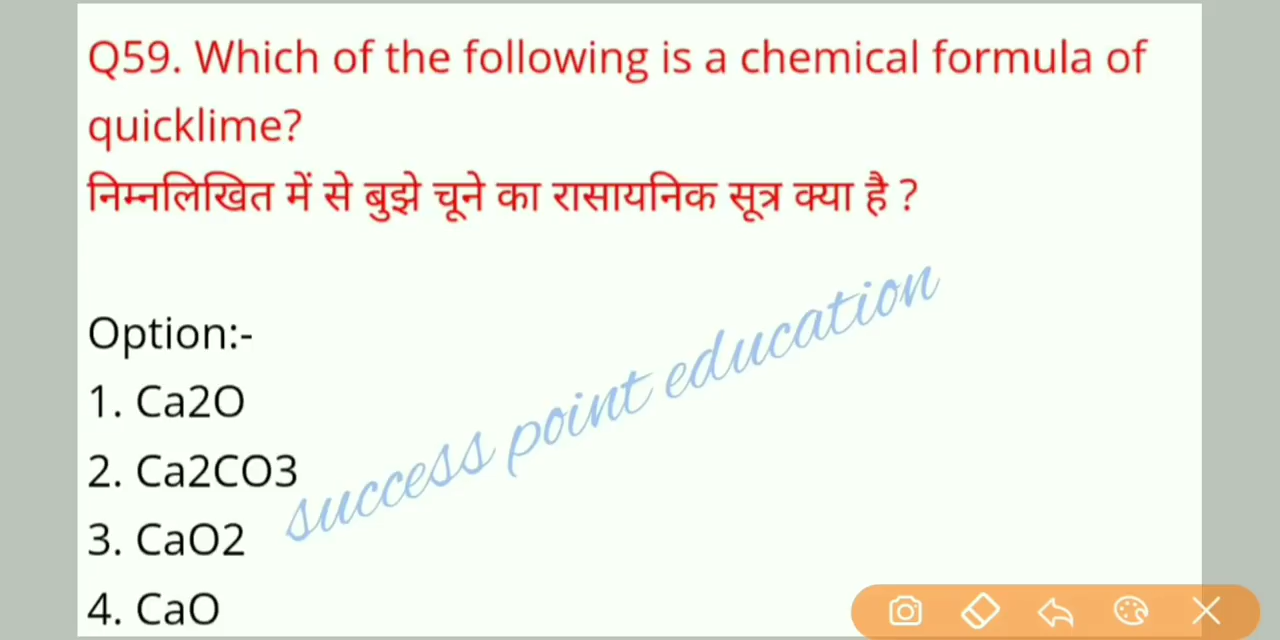 Q59. Which of the following is a chemical formula of
quicklime?
निम्नलिखित में से बुझे चूने का रासायनिक सूत्र क्या है ?
Option:-
1. Ca2O
2. Ca2CO3
3. CaO2
4. CaO
success point education